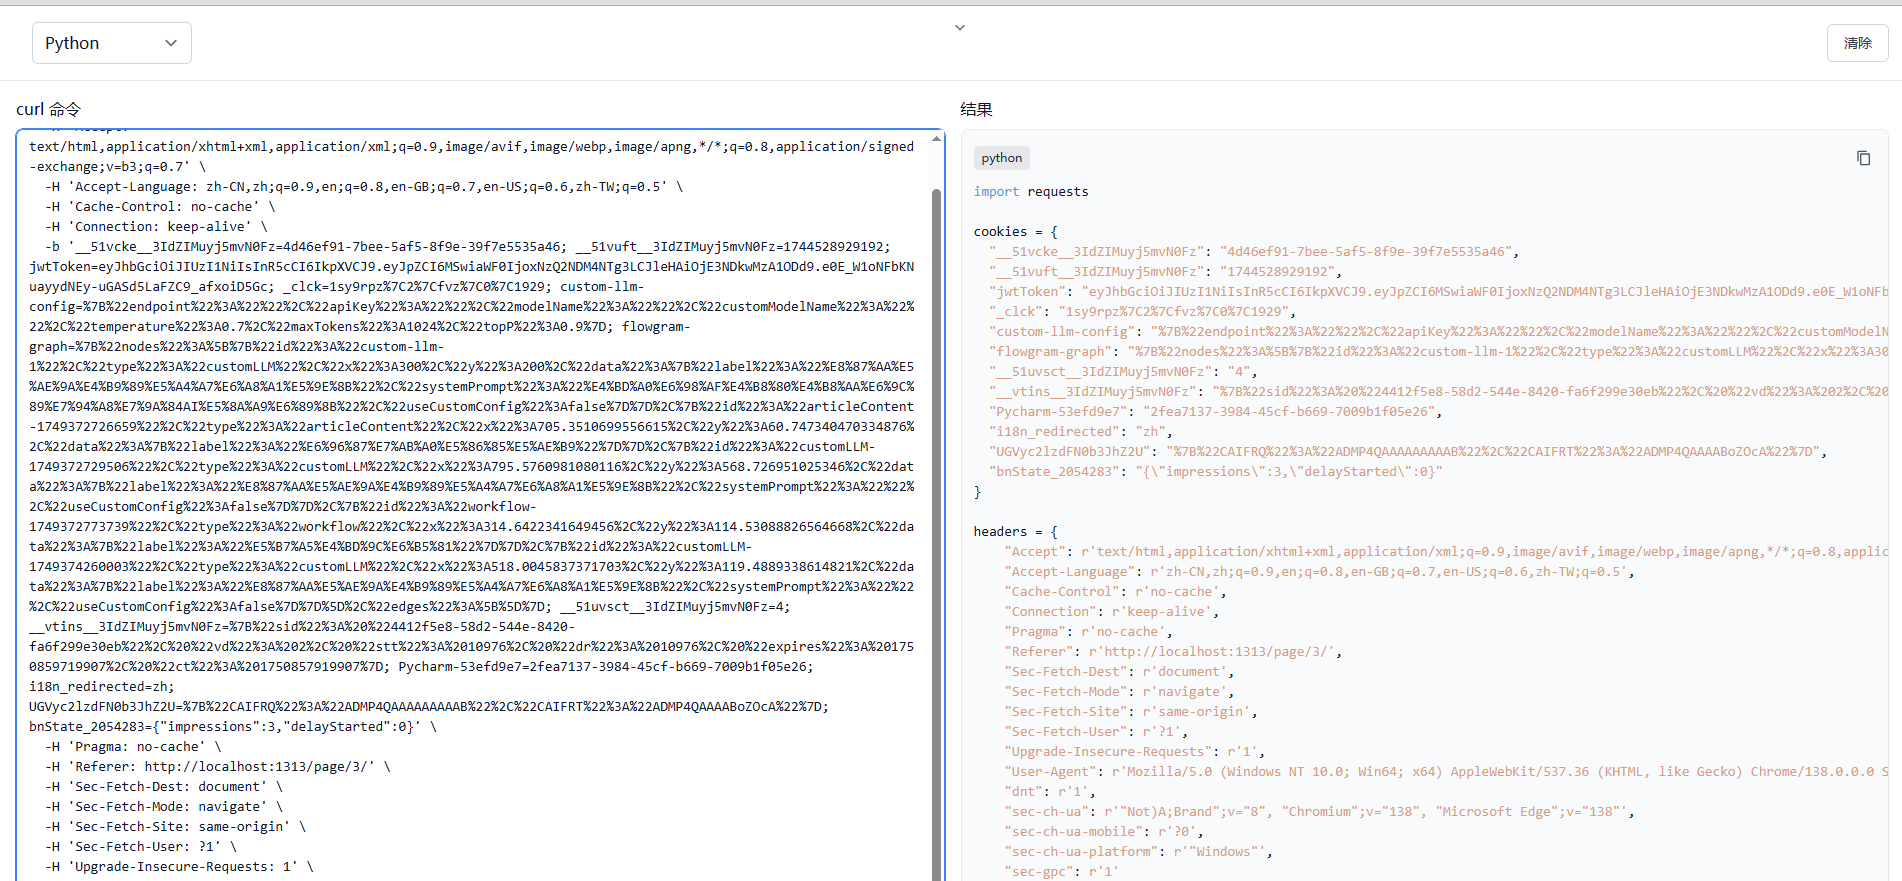 Python
清除
curl 命令
text/html,application/xhtml+xml,application/xml;q=0.9,image/avif,image/webp,image/apng,*/*;q=0.8,application/signed
-exchange;v=b3;q=0.7' \
-H 'Accept-Language: zh-CN,zh;q=0.9,en;q=0.8,en-GB;q=0.7,en-US;q=0.6,zh-TW;q=0.5' \
-H 'Cache-Control: no-cache' \
-H 'Connection: keep-alive' \
-b '__51vcke__3IdZIMuyj5mvN0Fz=4d46ef91-7bee-5af5-8f9e-39f7e5535a46; __51vuft__3IdZIMuyj5mvN0Fz=1744528929192;
jwtToken=eyJhbGciOiJIUzI1NiIsInR5cCI6IkpXVCJ9.eyJpZCI6MSwiaWF0IjoxNzQ2NDM4NTg3LCJleHAiOjE3NDkwMzA1ODd9.e0E_W1oNFbKN
uayydNEy-uGASd5LaFZC9_afxoiD5Gc; _clck=1sy9rpz%7C2%7Cfvz%7C0%7C1929; custom-llm-
config=%7B%22endpoint%22%3A%22%22%2C%22apiKey%22%3A%22%22%2C%22modelName%22%3A%22%22%2C%22customModelName%22%3A%22%
22%2C%22temperature%22%3A0.7%2C%22maxTokens%22%3A1024%2C%22topP%22%3A0.9%7D; flowgram-
graph=%7B%22nodes%22%3A%5B%7B%22id%22%3A%22custom-llm-
1%22%2C%22type%22%3A%22customLLM%22%2C%22x%22%3A300%2C%22y%22%3A200%2C%22data%22%3A%7B%22label%22%3A%22%E8%87%AA%E5
%AE%9A%E4%B9%89%E5%A4%A7%E6%A8%A1%E5%9E%8B%22%2C%22systemPrompt%22%3A%22%E4%BD%A0%E6%98%AF%E4%B8%80%E4%B8%AA%E6%9C%
89%E7%94%A8%E7%9A%84AI%E5%8A%A9%E6%89%8B%22%2C%22useCustomConfig%22%3Afalse%7D%7D%2C%7B%22id%22%3A%22articleContent
-1749372726659%22%2C%22type%22%3A%22articleContent%22%2C%22x%22%3A705.3510699556615%2C%22y%22%3A60.747340470334876%
2C%22data%22%3A%7B%22label%22%3A%22%E6%96%87%E7%AB%A0%E5%86%85%E5%AE%B9%22%7D%7D%2C%7B%22id%22%3A%22customLLM-
1749372729506%22%2C%22type%22%3A%22customLLM%22%2C%22x%22%3A795.5760981080116%2C%22y%22%3A568.726951025346%2C%22dat
a%22%3A%7B%22label%22%3A%22%E8%87%AA%E5%AE%9A%E4%B9%89%E5%A4%A7%E6%A8%A1%E5%9E%8B%22%2C%22systemPrompt%22%3A%22%22%
2C%22useCustomConfig%22%3Afalse%7D%7D%2C%7B%22id%22%3A%22workflow-
1749372773739%22%2C%22type%22%3A%22workflow%22%2C%22x%22%3A314.6422341649456%2C%22y%22%3A114.53088826564668%2C%22da
ta%22%3A%7B%22label%22%3A%22%E5%B7%A5%E4%BD%9C%E6%B5%81%22%7D%7D%2C%7B%22id%22%3A%22customLLM-
1749374260003%22%2C%22type%22%3A%22customLLM%22%2C%22x%22%3A518.0045837371703%2C%22y%22%3A119.4889338614821%2C%22da
ta%22%3A%7B%22label%22%3A%22%E8%87%AA%E5%AE%9A%E4%B9%89%E5%A4%A7%E6%A8%A1%E5%9E%8B%22%2C%22systemPrompt%22%3A%22%22
%2C%22useCustomConfig%22%3Afalse%7D%7D%5D%2C%22edges%22%3A%5B%5D%7D; __51uvsct__3IdZIMuyj5mvN0Fz=4;
__vtins__3IdZIMuyj5mvN0Fz=%7B%22sid%22%3A%20%224412f5e8-58d2-544e-8420-
fa6f299e30eb%22%2C%20%22vd%22%3A%202%2C%20%22stt%22%3A%2010976%2C%20%22dr%22%3A%2010976%2C%20%22expires%22%3A%20175
0859719907%2C%20%22ct%22%3A%201750857919907%7D; Pycharm-53efd9e7=2fea7137-3984-45cf-b669-7009b1f05e26;
i18n_redirected=zh;
UGVyc2lzdFN0b3JhZ2U=%7B%22CAIFRQ%22%3A%22ADMP4QAAAAAAAAAB%22%2C%22CAIFRT%22%3A%22ADMP4QAAAABoZOcA%22%7D;
bnState_2054283={"impressions":3,"delayStarted":0}' \
-H 'Pragma: no-cache' \
-H 'Referer: http://localhost:1313/page/3/' \
-H 'Sec-Fetch-Dest: document' \
-H 'Sec-Fetch-Mode: navigate' \
-H 'Sec-Fetch-Site: same-origin' \
-H 'Sec-Fetch-User: ?1' \
-H 'Upgrade-Insecure-Requests: 1' \
结果
python
import requests
cookies = {
"__51vcke__3IdZIMuyj5mvN0Fz": "4d46ef91-7bee-5af5-8f9e-39f7e5535a46",
"__51vuft__3IdZIMuyj5mvN0Fz": "1744528929192",
"jwtToken": "eyJhbGciOiJIUzI1NiIsInR5cCI6IkpXVCJ9.eyJpZCI6MSwiaWF0IjoxNzQ2NDM4NTg3LCJleHAiOjE3NDkwMzA1ODd9.e0E_W1oNFb
"_clck": "1sy9rpz%7C2%7Cfvz%7C0%7C1929",
"custom-llm-config": "%7B%22endpoint%22%3A%22%22%2C%22apiKey%22%3A%22%22%2C%22modelName%22%3A%22%22%2C%22customModelN
"flowgram-graph": "%7B%22nodes%22%3A%5B%7B%22id%22%3A%22custom-llm-1%22%2C%22type%22%3A%22customLLM%22%2C%22x%22%3A30
"__51uvsct__3IdZIMuyj5mvN0Fz": "4",
"__vtins__3IdZIMuyj5mvN0Fz": "%7B%22sid%22%3A%20%224412f5e8-58d2-544e-8420-fa6f299e30eb%22%2C%20%22vd%22%3A%202%2C%20
"Pycharm-53efd9e7": "2fea7137-3984-45cf-b669-7009b1f05e26",
"i18n_redirected": "zh",
"UGVyc2lzdFN0b3JhZ2U": "%7B%22CAIFRQ%22%3A%22ADMP4QAAAAAAAAAB%22%2C%22CAIFRT%22%3A%22ADMP4QAAAABoZOcA%22%7D",
"bnState_2054283": "{\"impressions\":3,\"delayStarted\":0}"
}
headers = {
"Accept": r'text/html,application/xhtml+xml,application/xml;q=0.9,image/avif,image/webp,image/apng,*/*;q=0.8,applic
"Accept-Language": r'zh-CN,zh;q=0.9,en;q=0.8,en-GB;q=0.7,en-US;q=0.6,zh-TW;q=0.5',
"Cache-Control": r'no-cache',
"Connection": r'keep-alive',
"Pragma": r'no-cache',
"Referer": r'http://localhost:1313/page/3/',
"Sec-Fetch-Dest": r'document',
"Sec-Fetch-Mode": r'navigate',
"Sec-Fetch-Site": r'same-origin',
"Sec-Fetch-User": r'?1',
"Upgrade-Insecure-Requests": r'1',
"User-Agent": r'Mozilla/5.0 (Windows NT 10.0; Win64; x64) AppleWebKit/537.36 (KHTML, like Gecko) Chrome/138.0.0.0 S
"dnt": r'1',
"sec-ch-ua": r'"Not)A;Brand";v="8", "Chromium";v="138", "Microsoft Edge";v="138"',
"sec-ch-ua-mobile": r'?0',
"sec-ch-ua-platform": r'"Windows"',
"sec-gpc": r'1'